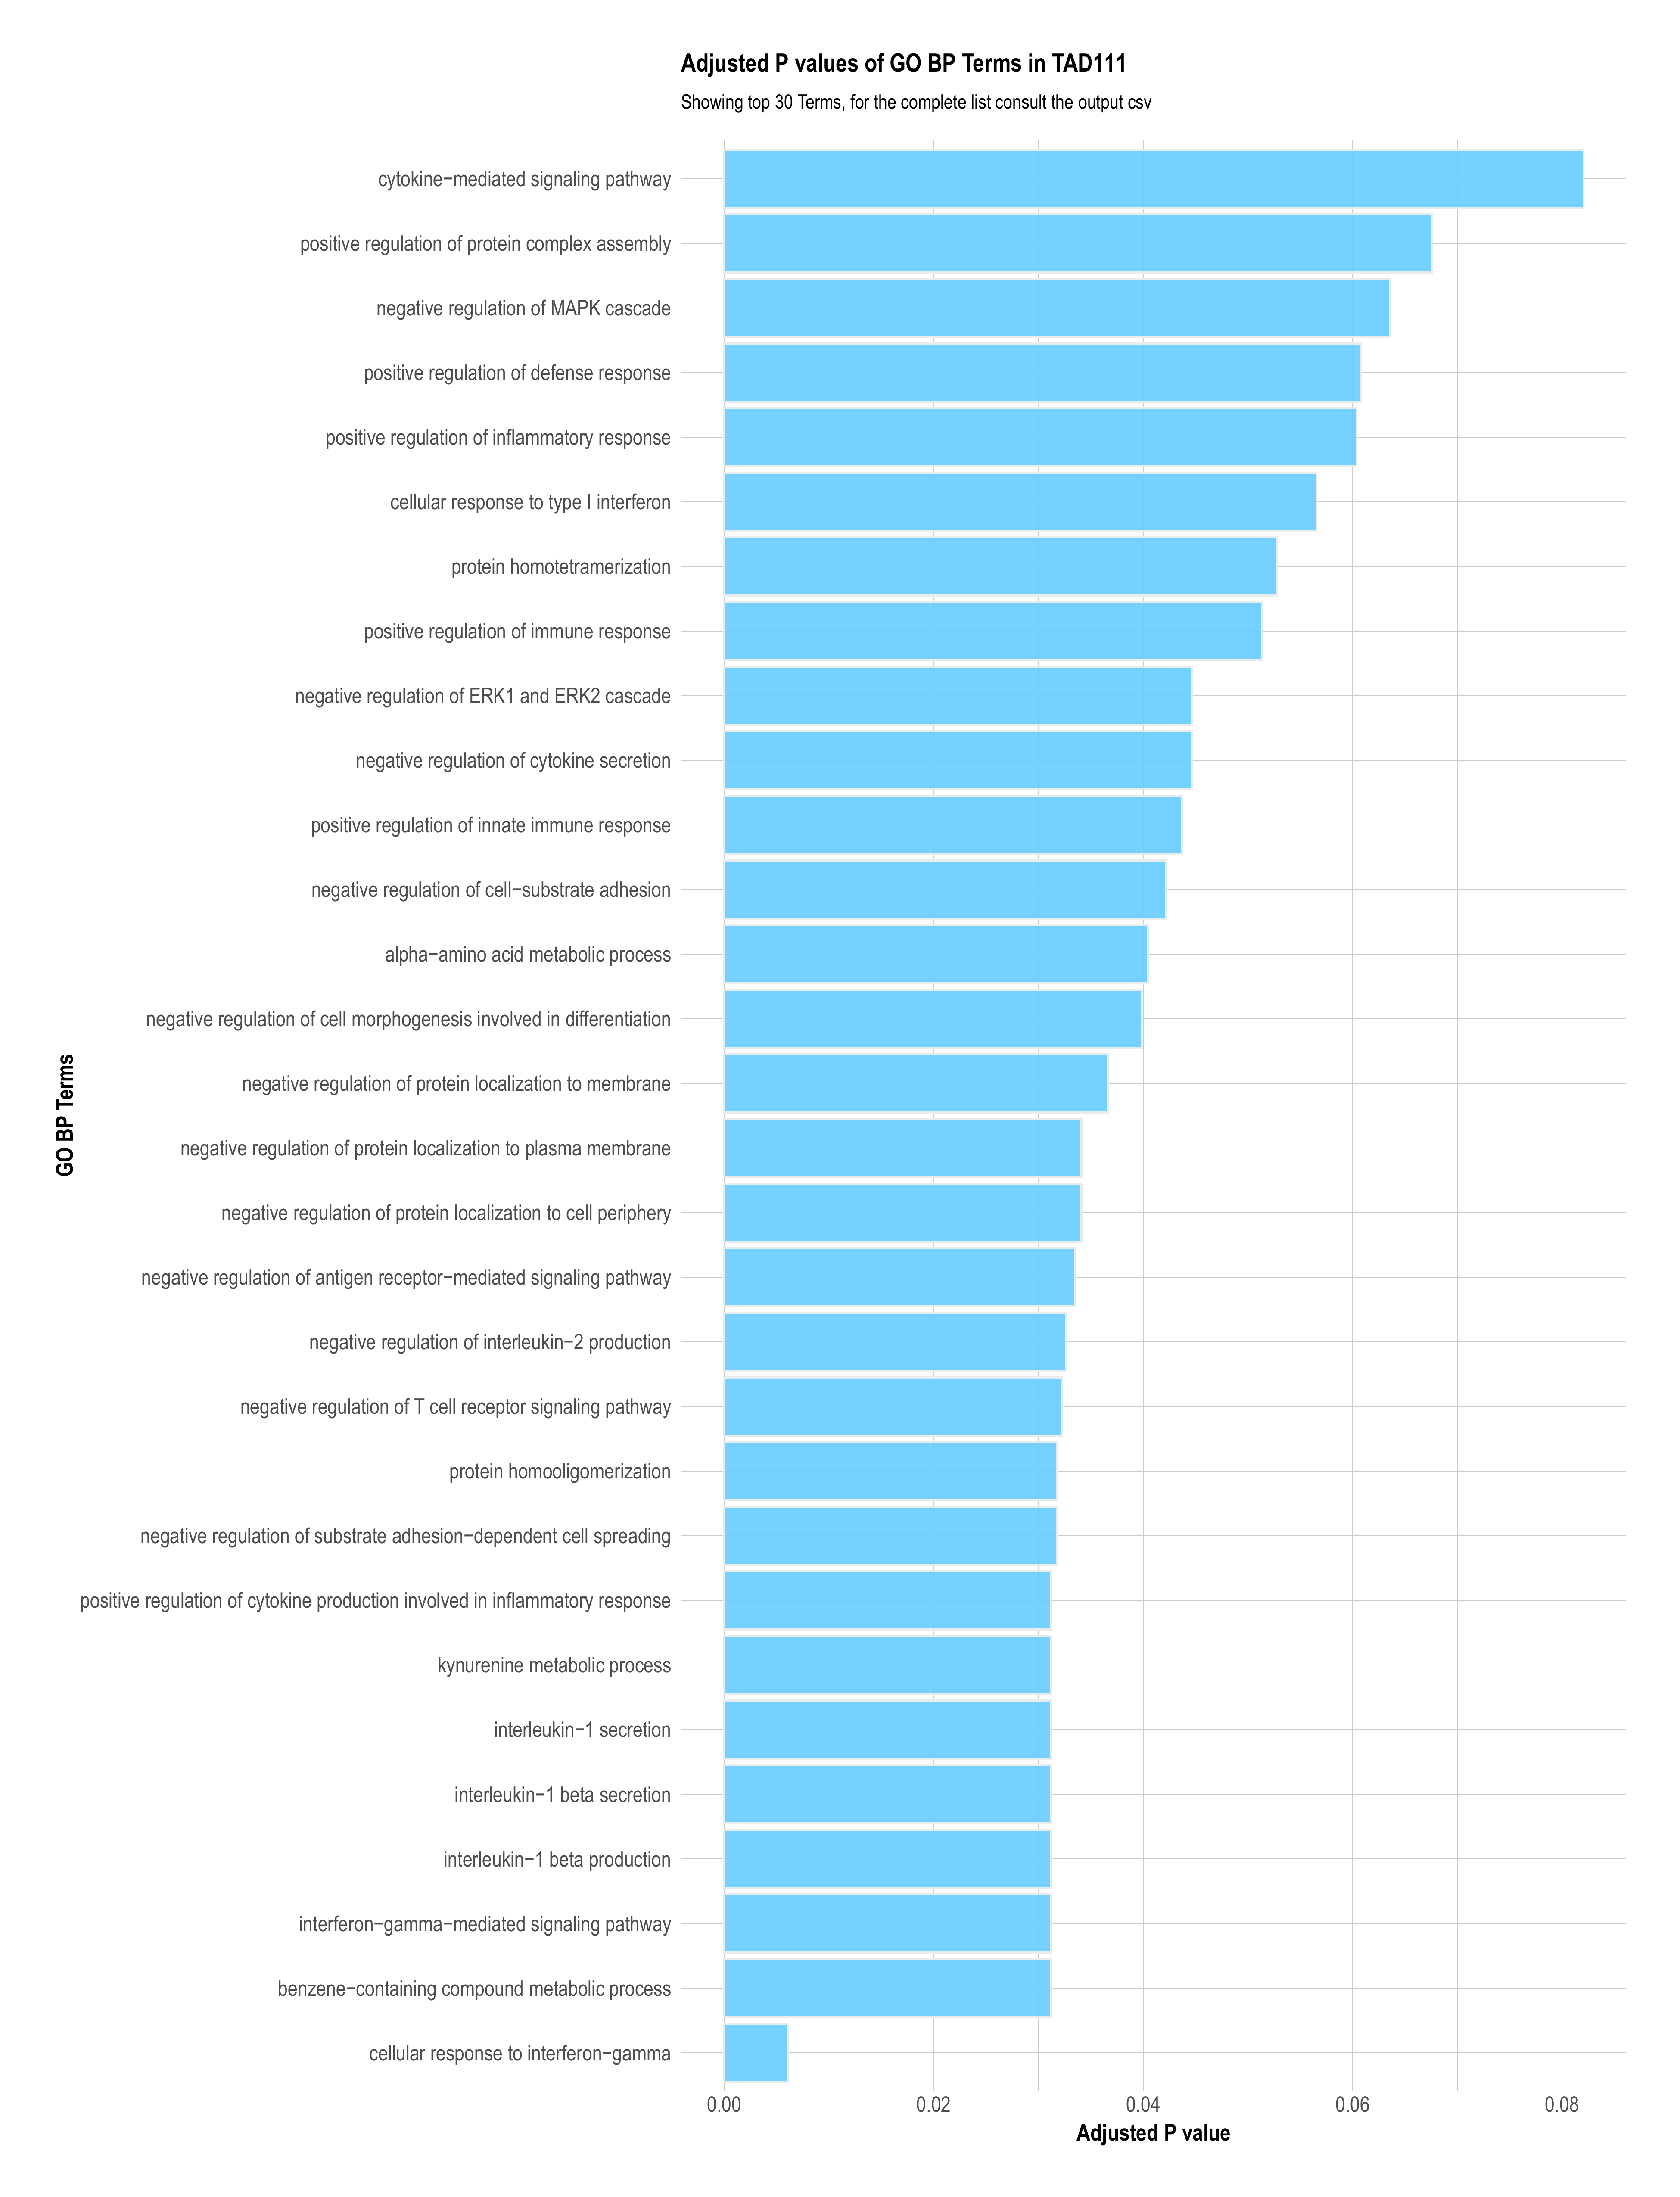 Adjusted P values of GO BP Terms in TAD111
Showing top 30 Terms, for the complete list consult the output csv
cytokine−mediated signaling pathway
positive regulation of protein complex assembly
negative regulation of MAPK cascade
positive regulation of defense response
positive regulation of inflammatory response
cellular response to type I interferon
protein homotetramerization
positive regulation of immune response
negative regulation of ERK1 and ERK2 cascade
negative regulation of cytokine secretion
positive regulation of innate immune response
negative regulation of cell−substrate adhesion
alpha−amino acid metabolic process
negative regulation of cell morphogenesis involved in differentiation
negative regulation of protein localization to membrane
negative regulation of protein localization to plasma membrane
negative regulation of protein localization to cell periphery
negative regulation of antigen receptor−mediated signaling pathway
negative regulation of interleukin−2 production
negative regulation of T cell receptor signaling pathway
protein homooligomerization
negative regulation of substrate adhesion−dependent cell spreading
positive regulation of cytokine production involved in inflammatory response
kynurenine metabolic process
interleukin−1 secretion
interleukin−1 beta secretion
interleukin−1 beta production
interferon−gamma−mediated signaling pathway
benzene−containing compound metabolic process
cellular response to interferon−gamma
GO BP Terms
0.00 0.02 0.04 0.06 0.08
Adjusted P value